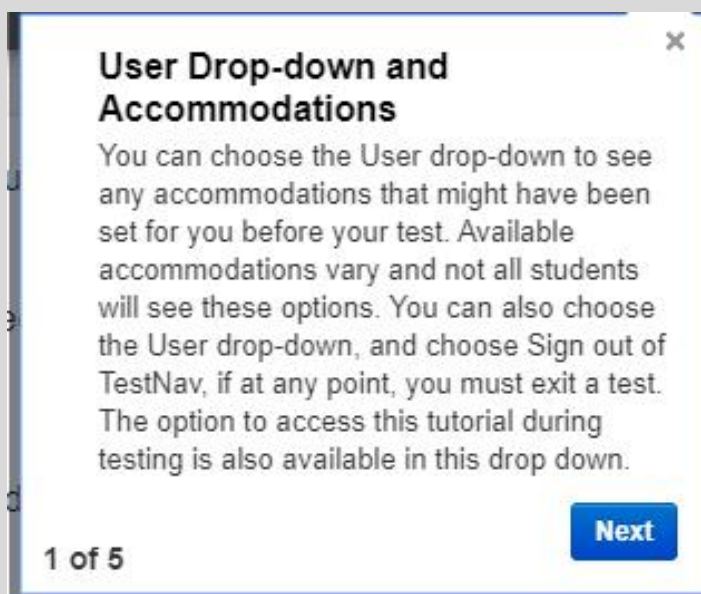 User Drop-down and
Accommodations
You can choose the User drop-down to see
any accommodations that might have been
set for you before your test. Available
accommodations vary and not all students
will see these options. You can also choose
the User drop-down, and choose Sign out of
TestNav, if at any point, you must exit a test.
The option to access this tutorial during
testing is also available in this drop down.
Next
1 of 5